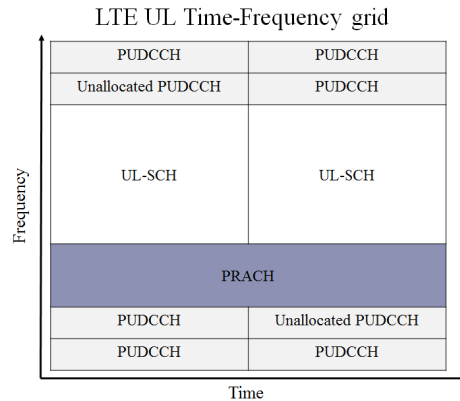 LTE UL Time-Frequency grid
PUDCCH PUDCCH
Unallocated PUDCCH PUDCCH
UL-SCH UL-SCH
PRACH
PUDCCH Unallocated PUDCCH
PUDCCH PUDCCH
Frequency
Time